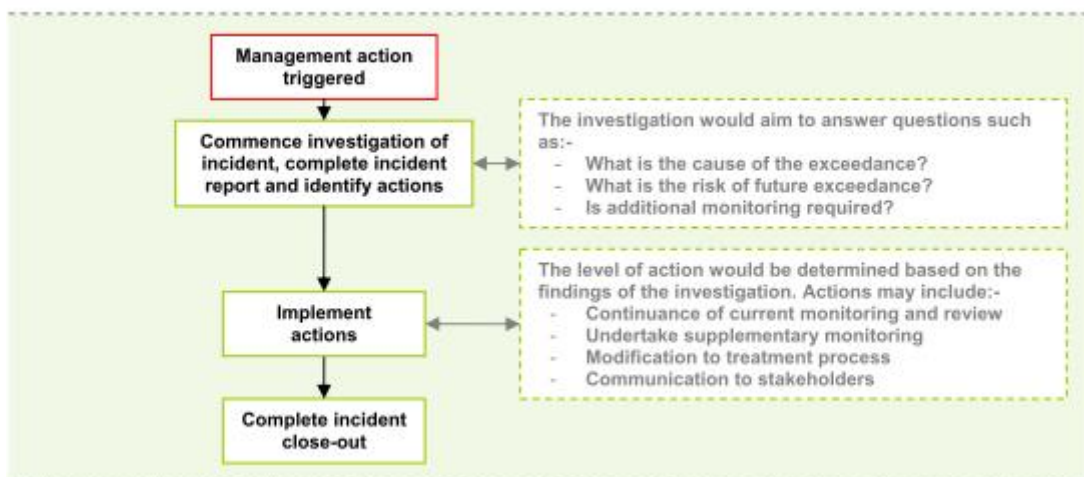 Management action
triggered
Commence investigation of
incident, complete incident
report and identify actions
The investigation would aim to answer questions such
as:-
- What is the cause of the exceedance?
- What is the risk of future exceedance?
- Is additional monitoring required?
Implement
actions
The level of action would be determined based on the
findings of the investigation. Actions may include:-
- Continuance of current monitoring and review
- Undertake supplementary monitoring
- Modification to treatment process
- Communication to stakeholders
Complete incident
close-out